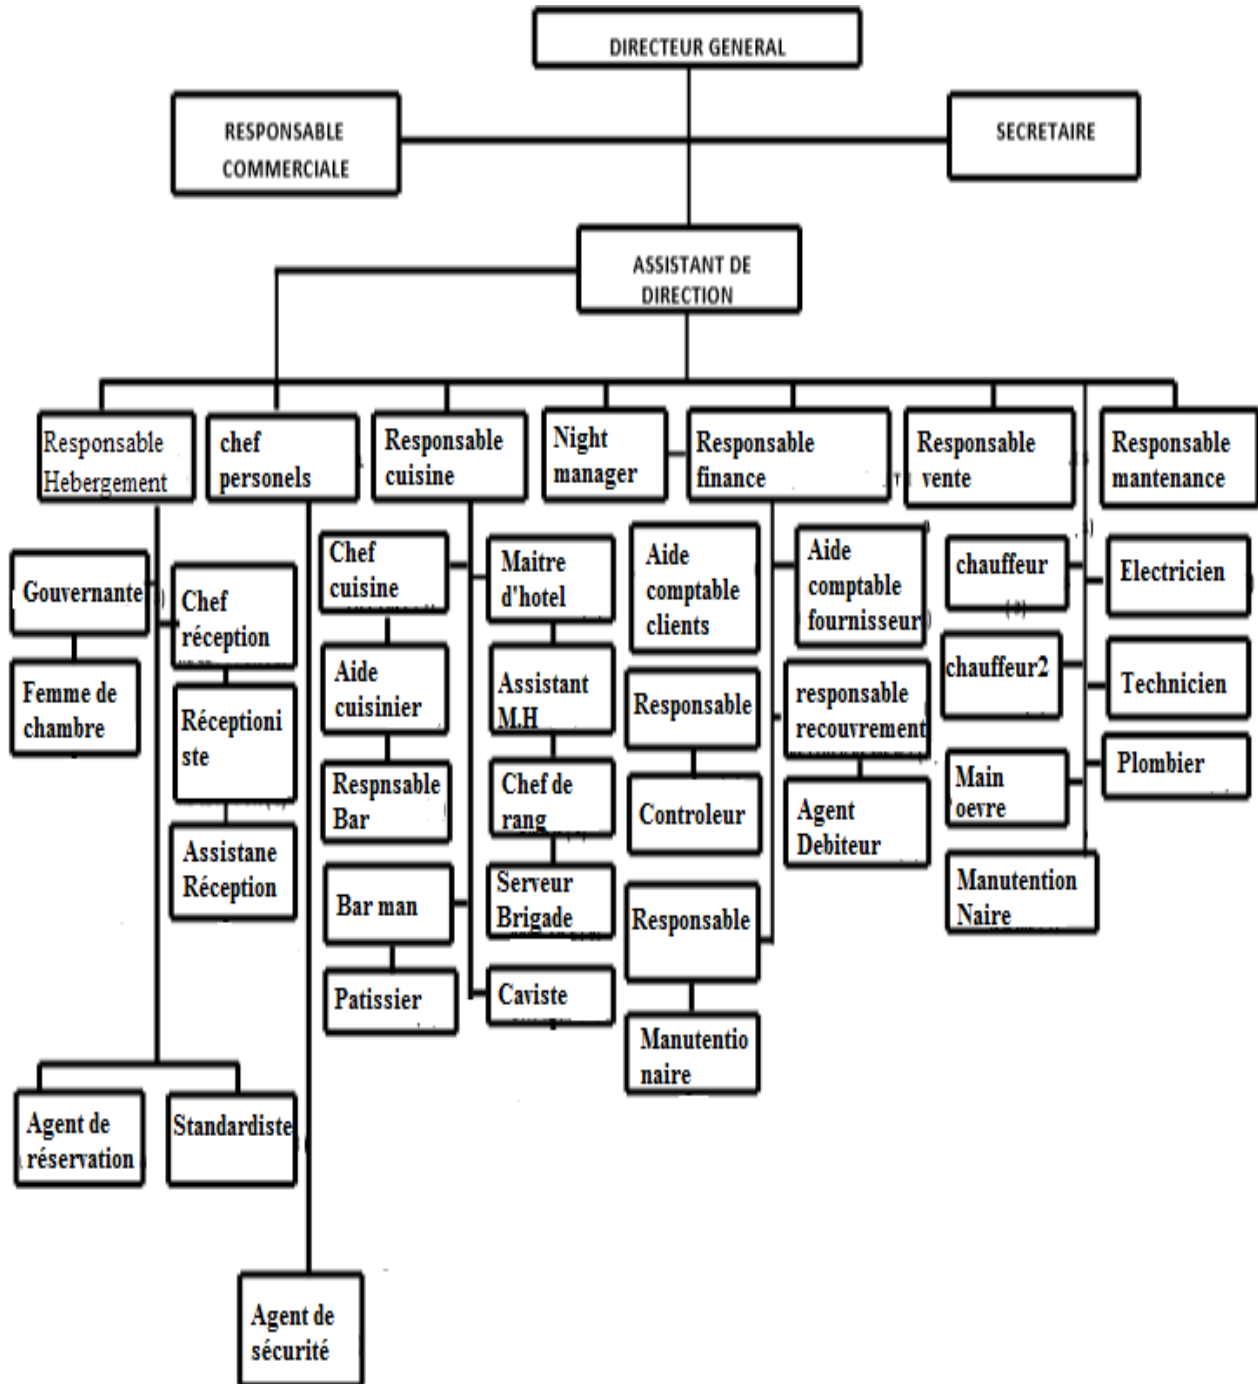 DIRECTEUR GENERAL
RESPONSABLE
COMMERCIALE
SECRETAIRE
ASSISTANT DE
DIRECTION
Responsable
Hebergement
chef
personels
Responsable
cuisine
Night
manager
Responsable
finance
Responsable
vente
Responsable
mantenance
Gouvernante
Femme de
chambre
Chef
réception
Réceptioni
ste
Assistane
Réception
Agent de
réservation
Standardiste
Agent de
sécurité
Chef
cuisine
Aide
cuisinier
Respnsable
Bar
Bar man
Patissier
Maitre
d'hotel
Assistant
M.H
Chef de
rang
Serveur
Brigade
Caviste
Aide
comptable
clients
Responsable
Controleur
Responsable
Manutentio
naire
Aide
comptable
fournisseur
responsable
recouvrement
Agent
Debiteur
chauffeur
chauffeur2
Main
oevre
Manutention
Naire
Electricien
Technicien
Plombier